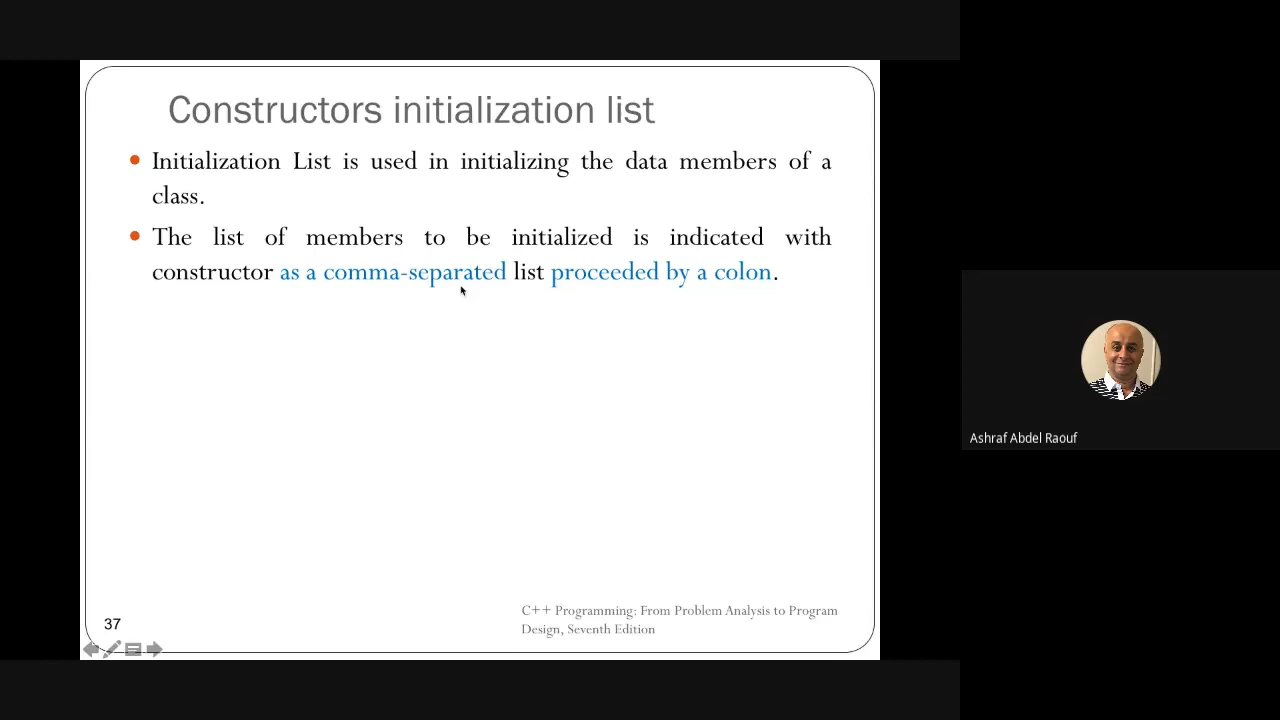 Constructors initialization list
Initialization List is used in initializing the data members of a
class.
The list of members to be initialized is indicated with
constructor as a comma-separated list proceeded by a colon.
C++ Programming: From Problem Analysis to Program
Design, Seventh Edition
37
Ashraf Abdel Raouf